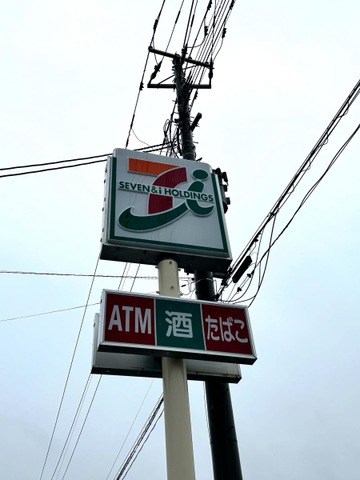 SEVEN & i HOLDINGS
ATM 酒 たばこ